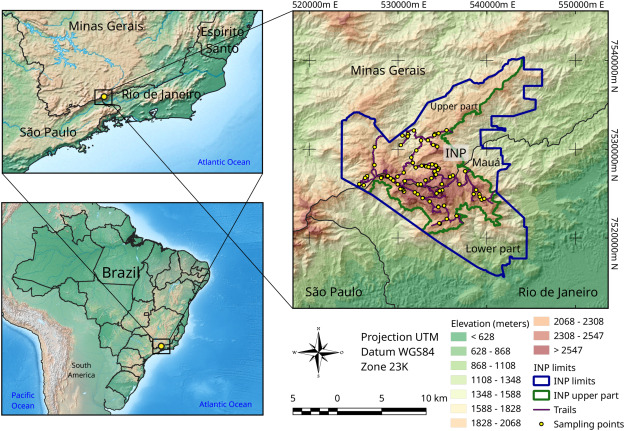 Minas Gerais
Espírito
Santo
Rio de Janeiro
São Paulo
Atlantic Ocean
520000m E
530000m E
540000m E
550000m E
Minas Gerais
Upper part
INP
Mauá
Lower part
São Paulo
Rio de Janeiro
7540000m N
7530000m N
7520000m N
Brazil
South
America
Pacific
Ocean
Atlantic Ocean
N
W
E
S
Projection UTM
Datum WGS84
Zone 23K
5
0
5
10 km
Elevation (meters)
< 628
628 - 868
868 - 1108
1108 - 1348
1348 - 1588
1588 - 1828
1828 - 2068
2068 - 2308
2308 - 2547
> 2547
INP limits
INP limits
INP upper part
Trails
Sampling points